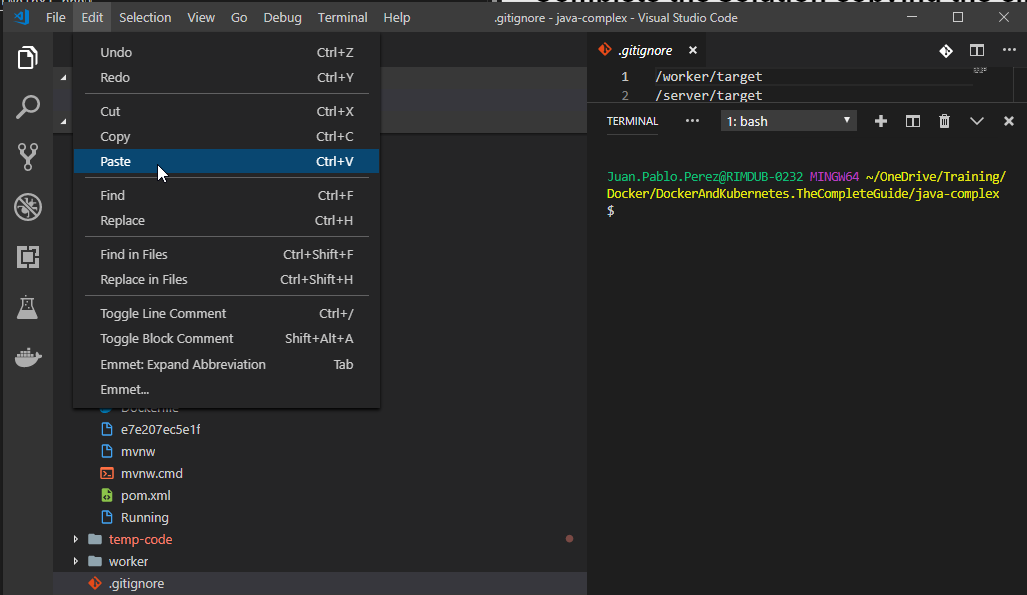 File Edit Selection View Go Debug Terminal Help .gitignore - java-complex - Visual Studio Code
Undo Ctrl+Z
Redo Ctrl+Y
Cut Ctrl+X
Copy Ctrl+C
Paste Ctrl+V
Find Ctrl+F
Replace Ctrl+H
Find in Files Ctrl+Shift+F
Replace in Files Ctrl+Shift+H
Toggle Line Comment Ctrl+/
Toggle Block Comment Shift+Alt+A
Emmet: Expand Abbreviation Tab
Emmet...
Dockerfile
e7e207ec5e1f
mvnw
mvnw.cmd
pom.xml
Running
temp-code
worker
.gitignore
.gitignore
1 /worker/target
2 /server/target
TERMINAL ... 1: bash
Juan.Pablo.Perez@RIMDUB-0232 MINGW64 ~/OneDrive/Training/
Docker/DockerAndKubernetes.TheCompleteGuide/java-complex
$